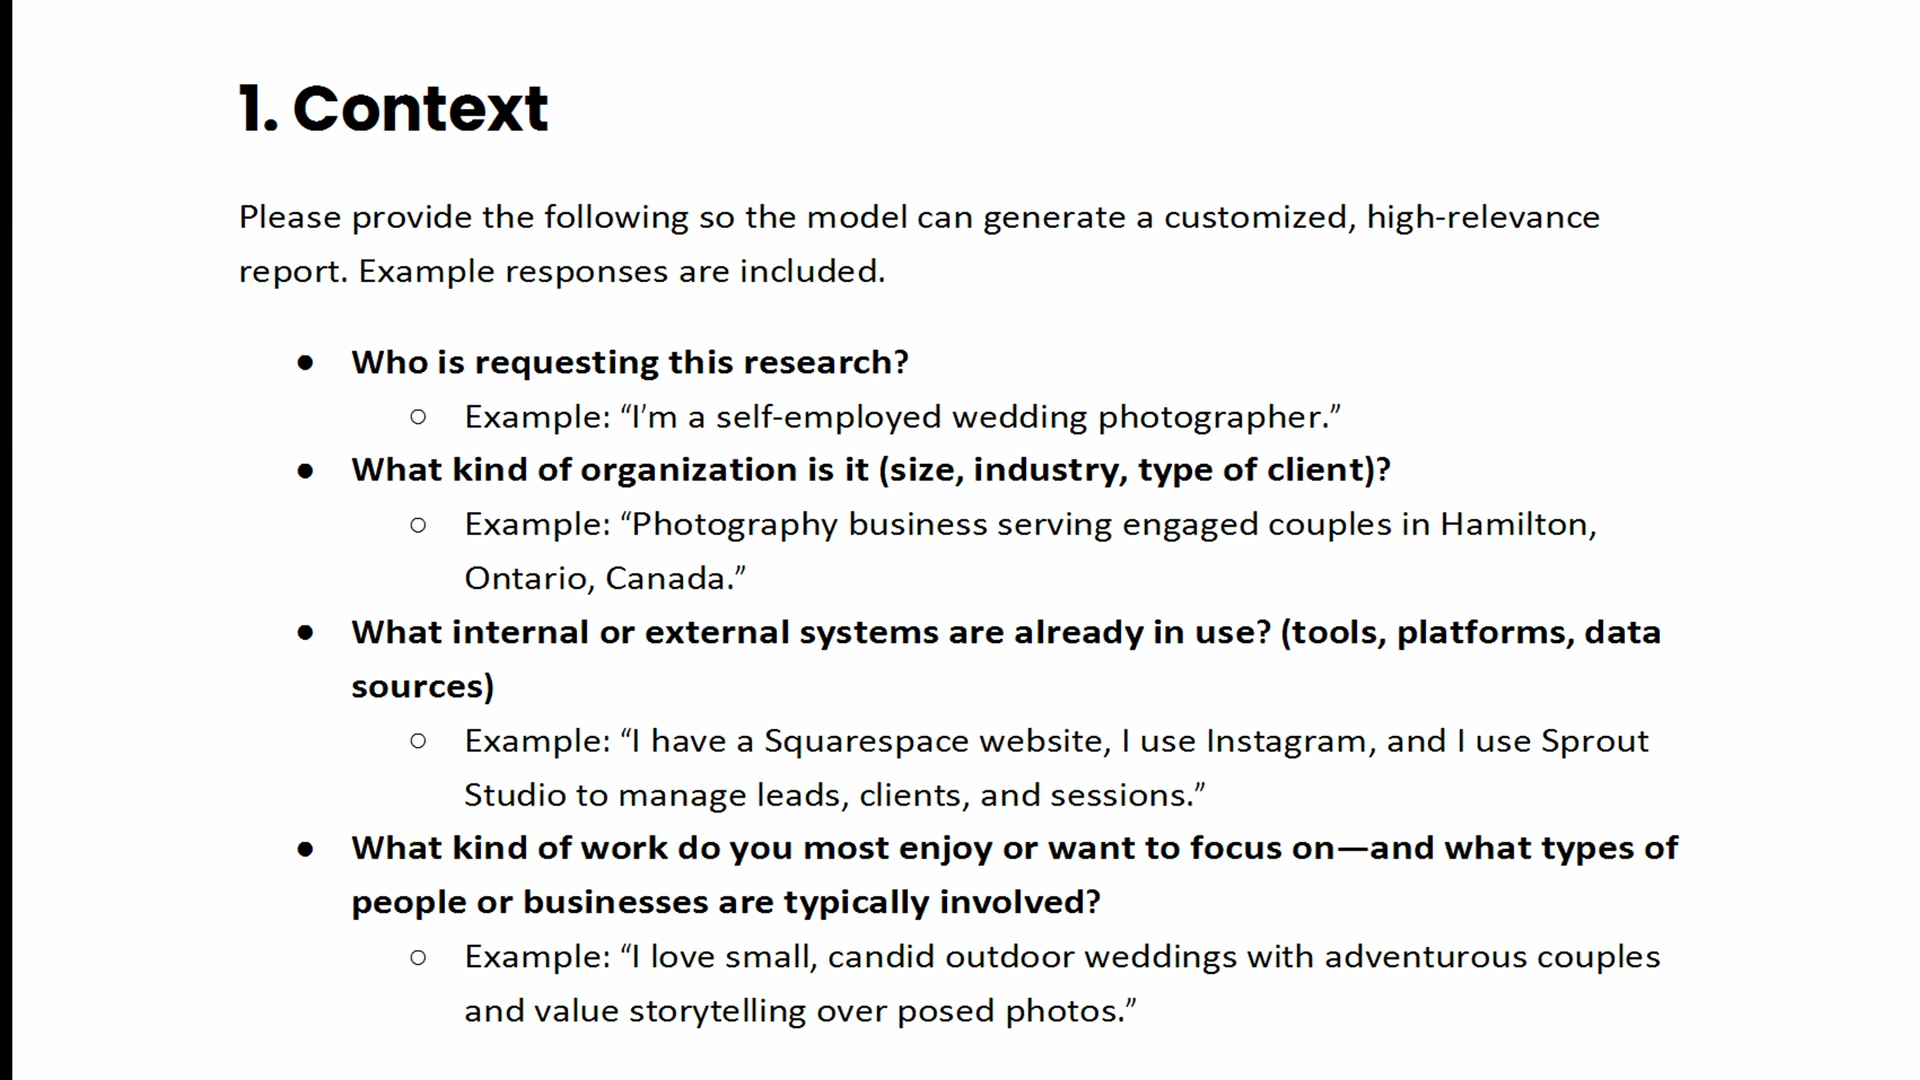 1. Context
Please provide the following so the model can generate a customized, high-relevance
report. Example responses are included.
● Who is requesting this research?
○ Example: “I’m a self-employed wedding photographer.”
● What kind of organization is it (size, industry, type of client)?
○ Example: “Photography business serving engaged couples in Hamilton,
Ontario, Canada.”
● What internal or external systems are already in use? (tools, platforms, data
sources)
○ Example: “I have a Squarespace website, I use Instagram, and I use Sprout
Studio to manage leads, clients, and sessions.”
● What kind of work do you most enjoy or want to focus on—and what types of
people or businesses are typically involved?
○ Example: “I love small, candid outdoor weddings with adventurous couples
and value storytelling over posed photos.”